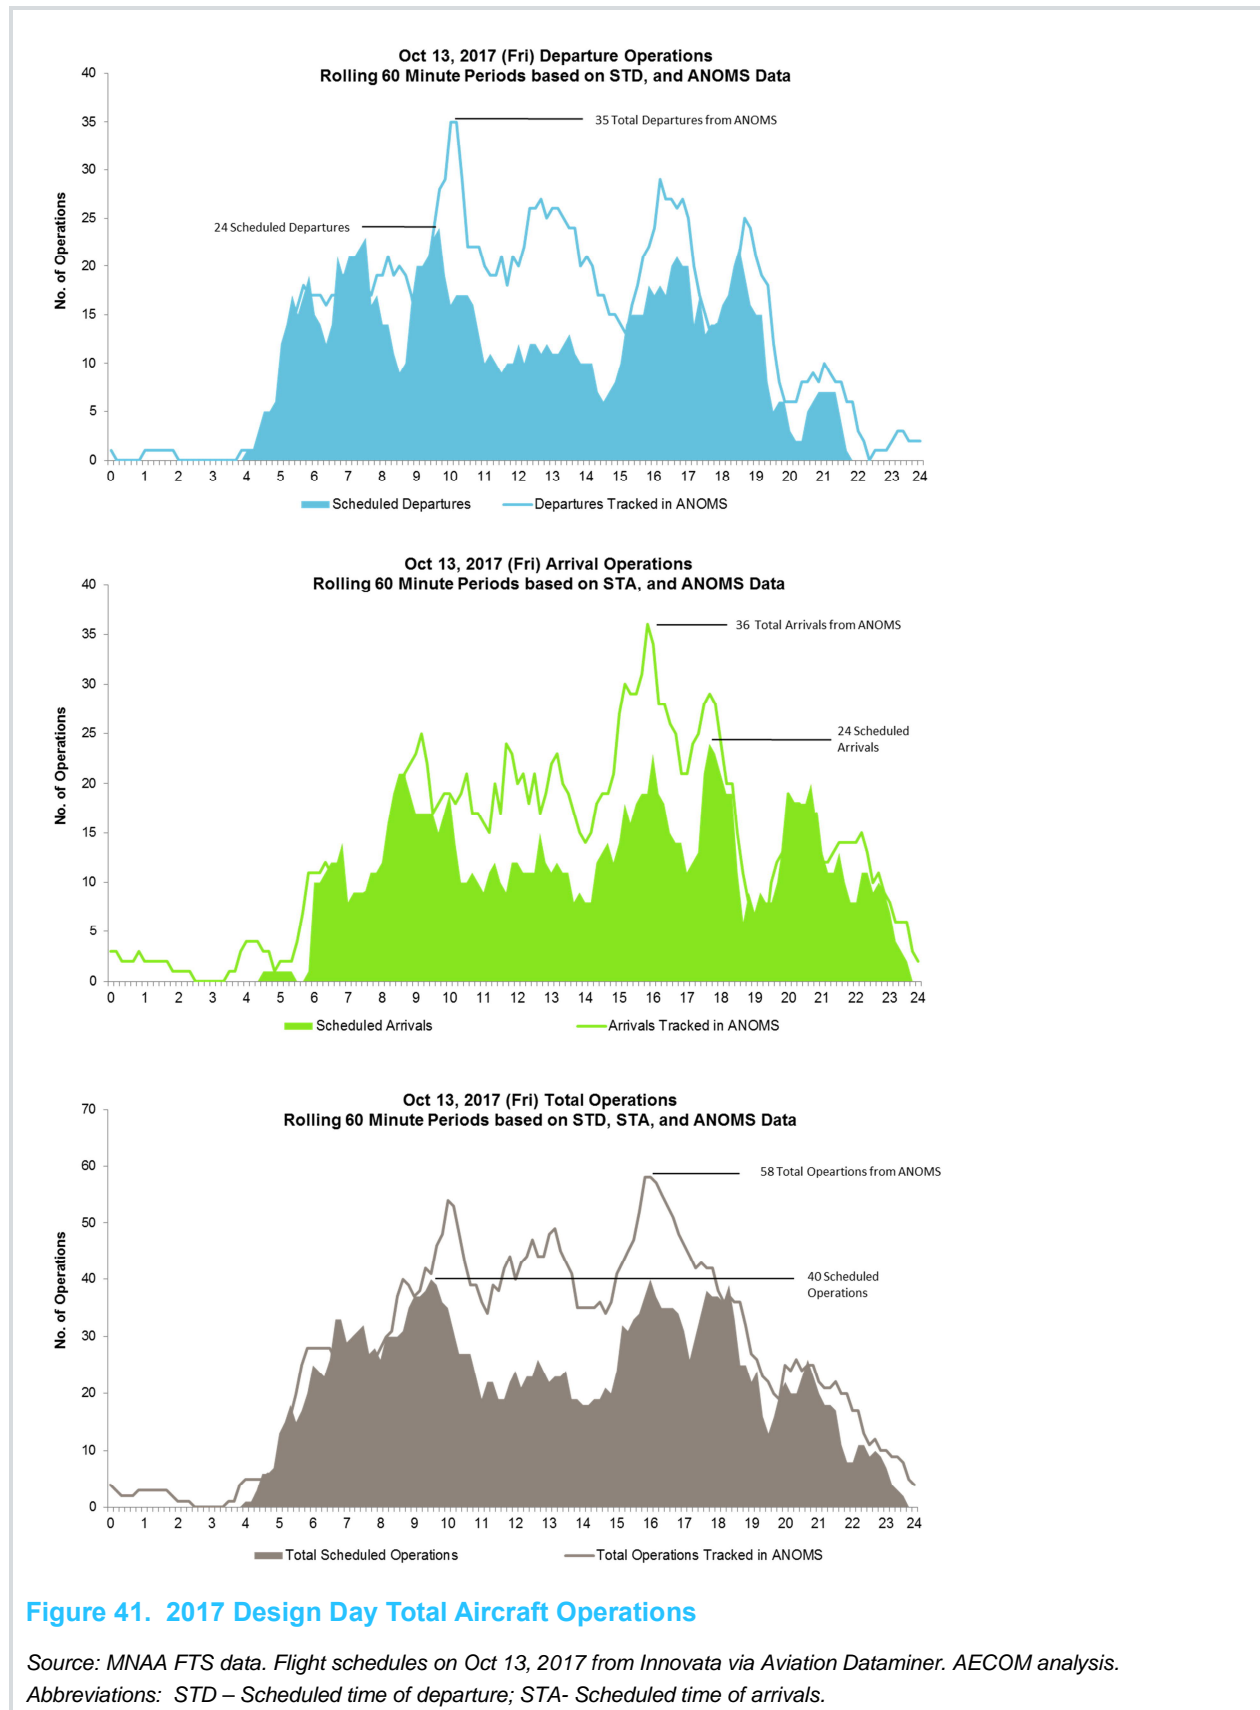 Oct 13, 2017 (Fri) Departure Operations
Rolling 60 Minute Periods based on STD, and ANOMS Data
No. of Operations
40
35
30
25
20
15
10
5
0
35 Total Departures from ANOMS
24 Scheduled Departures
0 1 2 3 4 5 6 7 8 9 10 11 12 13 14 15 16 17 18 19 20 21 22 23 24
Scheduled Departures Departures Tracked in ANOMS
Oct 13, 2017 (Fri) Arrival Operations
Rolling 60 Minute Periods based on STA, and ANOMS Data
No. of Operations
40
35
30
25
20
15
10
5
0
36 Total Arrivals from ANOMS
24 Scheduled
Arrivals
0 1 2 3 4 5 6 7 8 9 10 11 12 13 14 15 16 17 18 19 20 21 22 23 24
Scheduled Arrivals Arrivals Tracked in ANOMS
Oct 13, 2017 (Fri) Total Operations
Rolling 60 Minute Periods based on STD, STA, and ANOMS Data
No. of Operations
70
60
50
40
30
20
10
0
58 Total Opeartions from ANOMS
40 Scheduled
Operations
0 1 2 3 4 5 6 7 8 9 10 11 12 13 14 15 16 17 18 19 20 21 22 23 24
Total Scheduled Operations Total Operations Tracked in ANOMS
Figure 41. 2017 Design Day Total Aircraft Operations
Source: MNAA FTS data. Flight schedules on Oct 13, 2017 from Innovata via Aviation Dataminer. AECOM analysis.
Abbreviations: STD – Scheduled time of departure; STA- Scheduled time of arrivals.